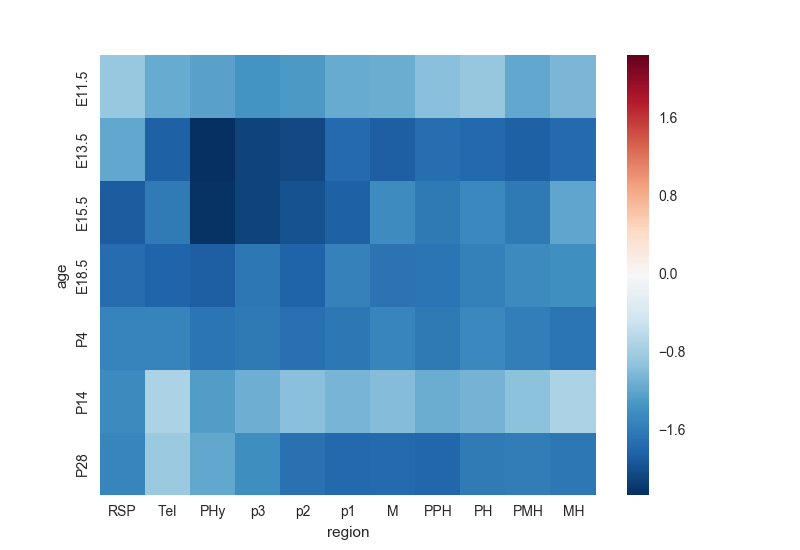 E11.5
E13.5
E15.5
E18.5
P4
P14
P28
age
RSP Tel PHy p3 p2 p1 M PPH PH PMH MH
region
1.6
0.8
0.0
−0.8
−1.6